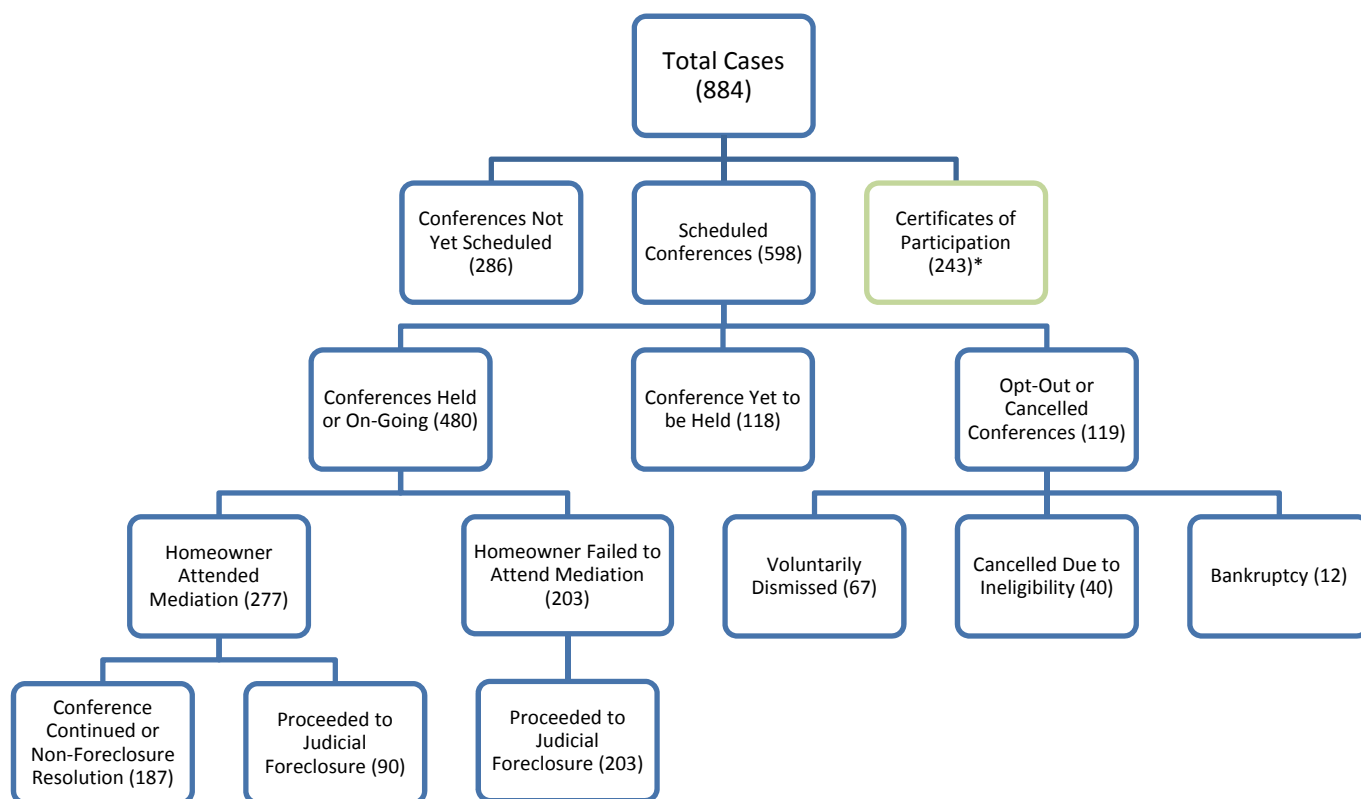 Total Cases
(884)
Conferences Not
Yet Scheduled
(286)
Scheduled
Conferences (598)
Certificates of
Participation
(243)*
Conferences Held
or On-Going (480)
Conference Yet to
be Held (118)
Opt-Out or
Cancelled
Conferences (119)
Homeowner
Attended
Mediation (277)
Homeowner Failed to
Attend Mediation
(203)
Voluntarily
Dismissed (67)
Cancelled Due to
Ineligibility (40)
Bankruptcy (12)
Conference
Continued or
Non-Foreclosure
Resolution (187)
Proceeded to
Judicial
Foreclosure (90)
Proceeded to
Judicial
Foreclosure (203)